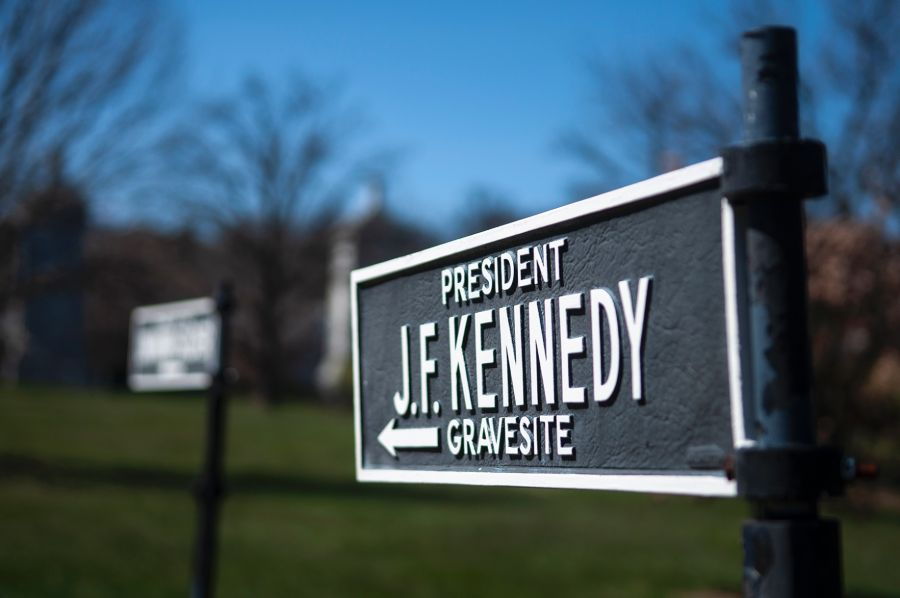 PRESIDENT
J.F. KENNEDY
GRAVESITE